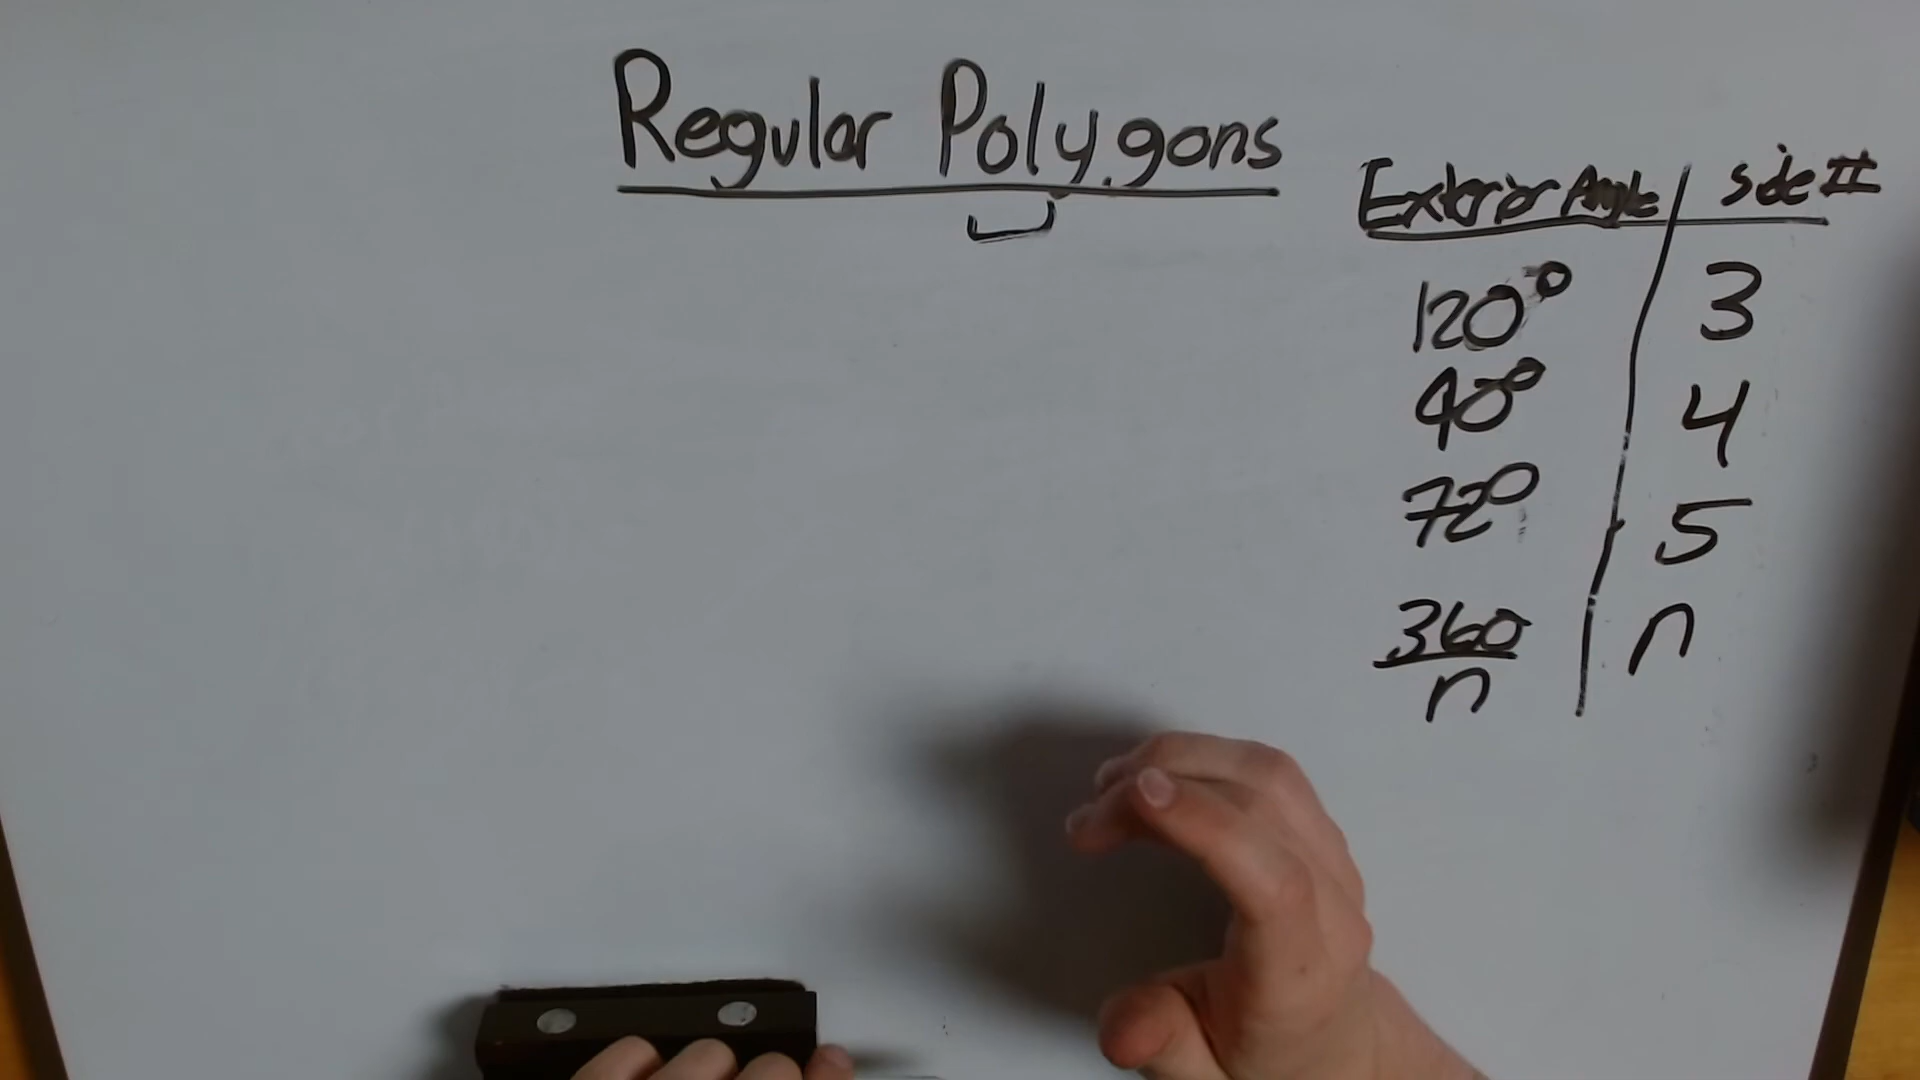 Regular Polygons
Exterior Angle side #
120° 3
90° 4
72° 5
360/n n